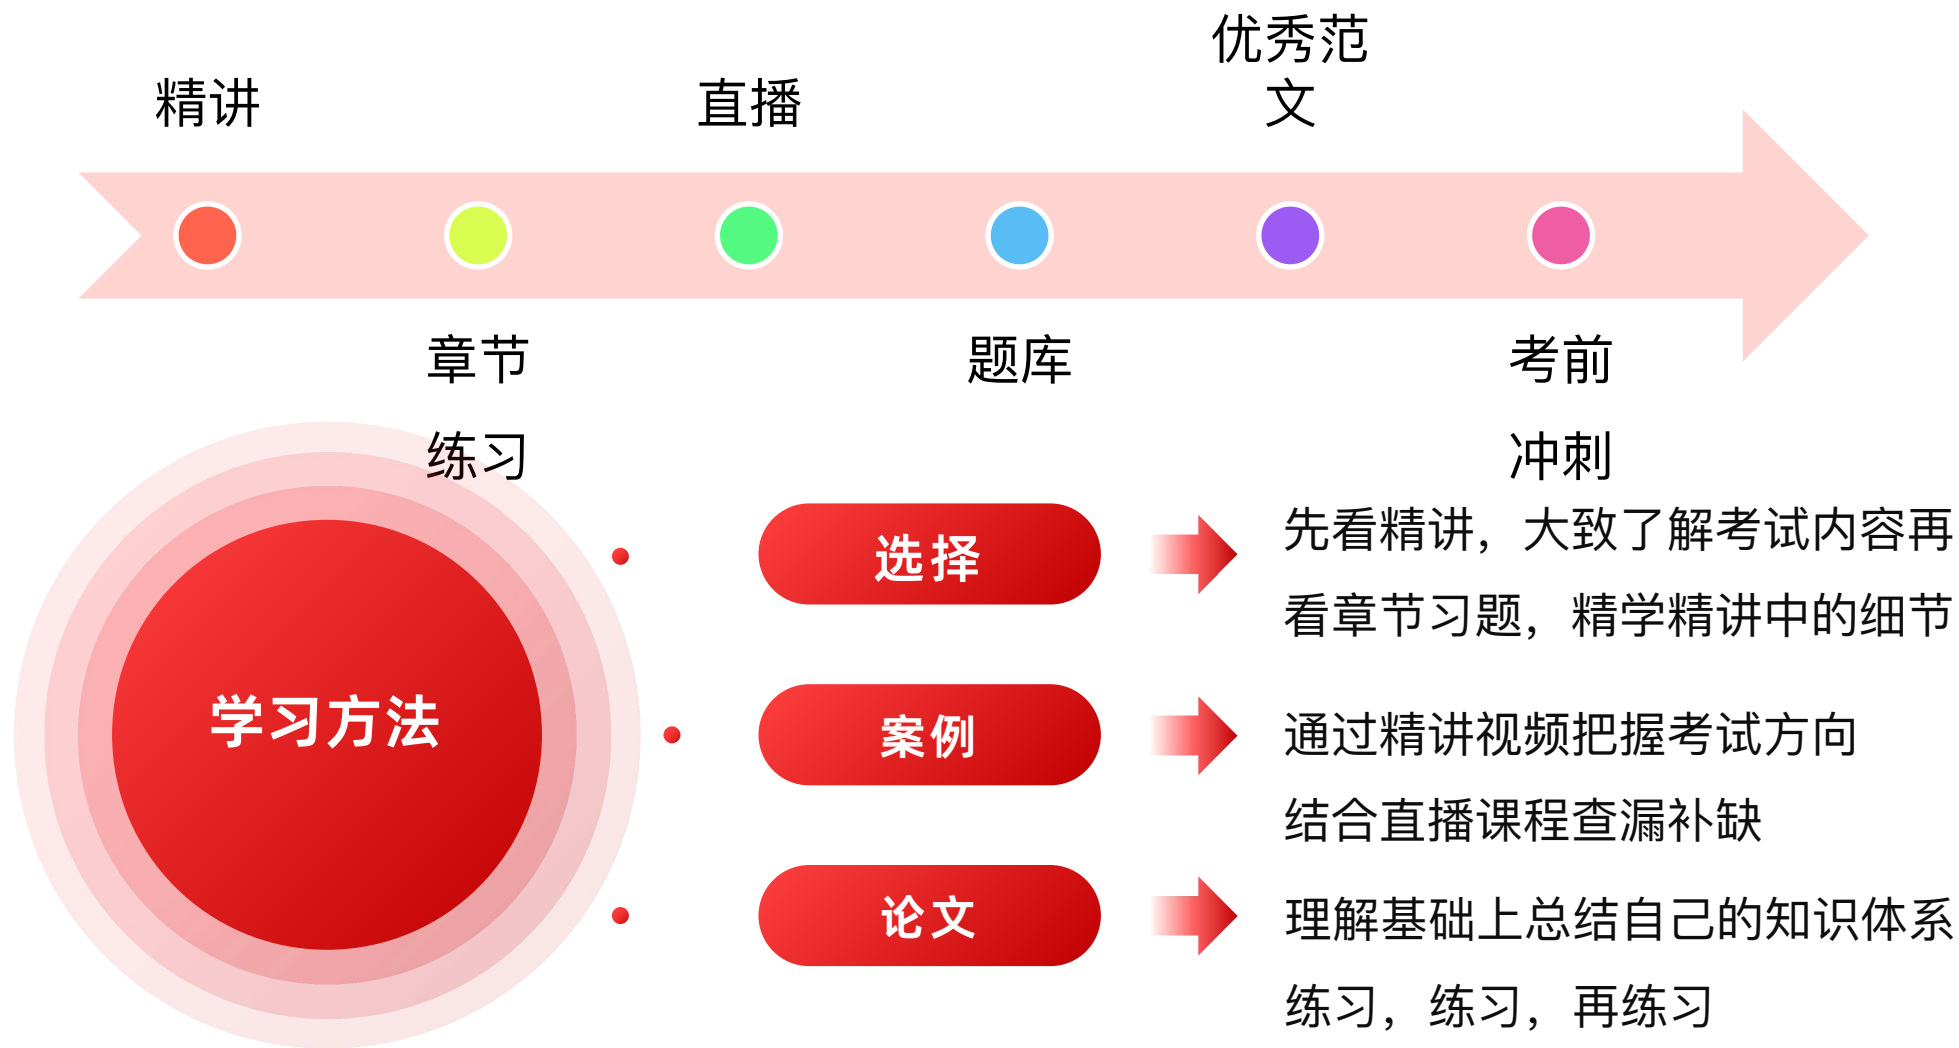 优秀范
文
精讲
直播
章节
练习
题库
考前
冲刺
学习方法
选择
先看精讲，大致了解考试内容再
看章节习题，精学精讲中的细节
案例
通过精讲视频把握考试方向
结合直播课程查漏补缺
论文
理解基础上总结自己的知识体系
练习，练习，再练习